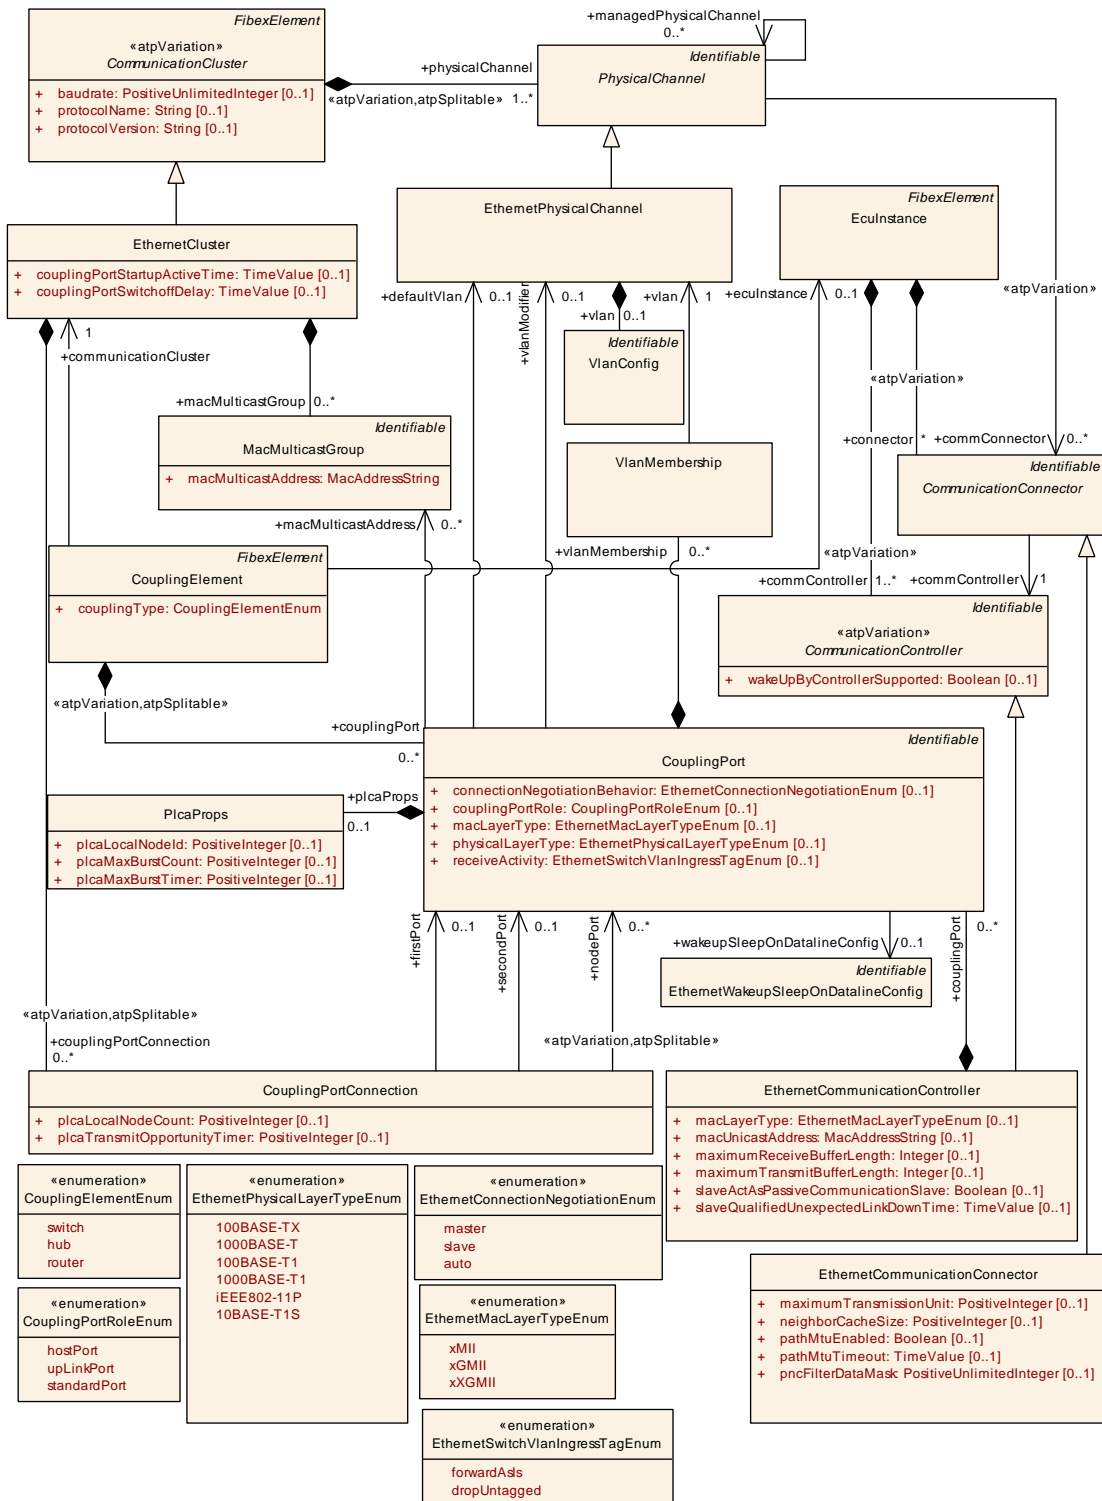 FibexElement
«atpVariation»
CommunicationCluster
+ baudrate: PositiveUnlimitedInteger [0..1]
+ protocolName: String [0..1]
+ protocolVersion: String [0..1]
+physicalChannel
«atpVariation,atpSplitable»
1..*
+managedPhysicalChannel
0..*
Identifiable
PhysicalChannel
EthernetPhysicalChannel
FibexElement
EcuInstance
EthernetCluster
+ couplingPortStartupActiveTime: TimeValue [0..1]
+ couplingPortSwitchoffDelay: TimeValue [0..1]
+defaultVlan
0..1
+vlanModifier
0..1
+vlan
0..1
+vlan
1
+ecuInstance
0..1
«atpVariation»
1
+communicationCluster
Identifiable
VlanConfig
«atpVariation»
+macMulticastGroup
0..*
Identifiable
MacMulticastGroup
+ macMulticastAddress: MacAddressString
VlanMembership
+connector
*
+commConnector
0..*
Identifiable
CommunicationConnector
+macMulticastAddress
0..*
+vlanMembership
0..*
FibexElement
CouplingElement
+ couplingType: CouplingElementEnum
«atpVariation»
+commController
1..*
+commController
1
Identifiable
«atpVariation»
CommunicationController
+ wakeUpByControllerSupported: Boolean [0..1]
«atpVariation,atpSplitable»
+couplingPort
0..*
Identifiable
CouplingPort
+ connectionNegotiationBehavior: EthernetConnectionNegotiationEnum [0..1]
+ couplingPortRole: CouplingPortRoleEnum [0..1]
+ macLayerType: EthernetMacLayerTypeEnum [0..1]
+ physicalLayerType: EthernetPhysicalLayerTypeEnum [0..1]
+ receiveActivity: EthernetSwitchVlanIngressTagEnum [0..1]
+plcaProps
0..1
PlcaProps
+ plcaLocalNodeId: PositiveInteger [0..1]
+ plcaMaxBurstCount: PositiveInteger [0..1]
+ plcaMaxBurstTimer: PositiveInteger [0..1]
+firstPort
0..1
+secondPort
0..1
+nodePort
0..*
+wakeupSleepOnDatalineConfig
0..1
+couplingPort
0..*
Identifiable
EthernetWakeupSleepOnDatalineConfig
«atpVariation,atpSplitable»
+couplingPortConnection
0..*
«atpVariation,atpSplitable»
CouplingPortConnection
+ plcaLocalNodeCount: PositiveInteger [0..1]
+ plcaTransmitOpportunityTimer: PositiveInteger [0..1]
EthernetCommunicationController
+ macLayerType: EthernetMacLayerTypeEnum [0..1]
+ macUnicastAddress: MacAddressString [0..1]
+ maximumReceiveBufferLength: Integer [0..1]
+ maximumTransmitBufferLength: Integer [0..1]
+ slaveActAsPassiveCommunicationSlave: Boolean [0..1]
+ slaveQualifiedUnexpectedLinkDownTime: TimeValue [0..1]
«enumeration»
CouplingElementEnum
switch
hub
router
«enumeration»
EthernetPhysicalLayerTypeEnum
100BASE-TX
1000BASE-T
100BASE-T1
1000BASE-T1
iEEE802-11P
10BASE-T1S
«enumeration»
EthernetConnectionNegotiationEnum
master
slave
auto
«enumeration»
CouplingPortRoleEnum
hostPort
upLinkPort
standardPort
«enumeration»
EthernetMacLayerTypeEnum
xMII
xGMII
xXGMII
EthernetCommunicationConnector
+ maximumTransmissionUnit: PositiveInteger [0..1]
+ neighborCacheSize: PositiveInteger [0..1]
+ pathMtuEnabled: Boolean [0..1]
+ pathMtuTimeout: TimeValue [0..1]
+ pncFilterDataMask: PositiveUnlimitedInteger [0..1]
«enumeration»
EthernetSwitchVlanIngressTagEnum
forwardAsIs
dropUntagged